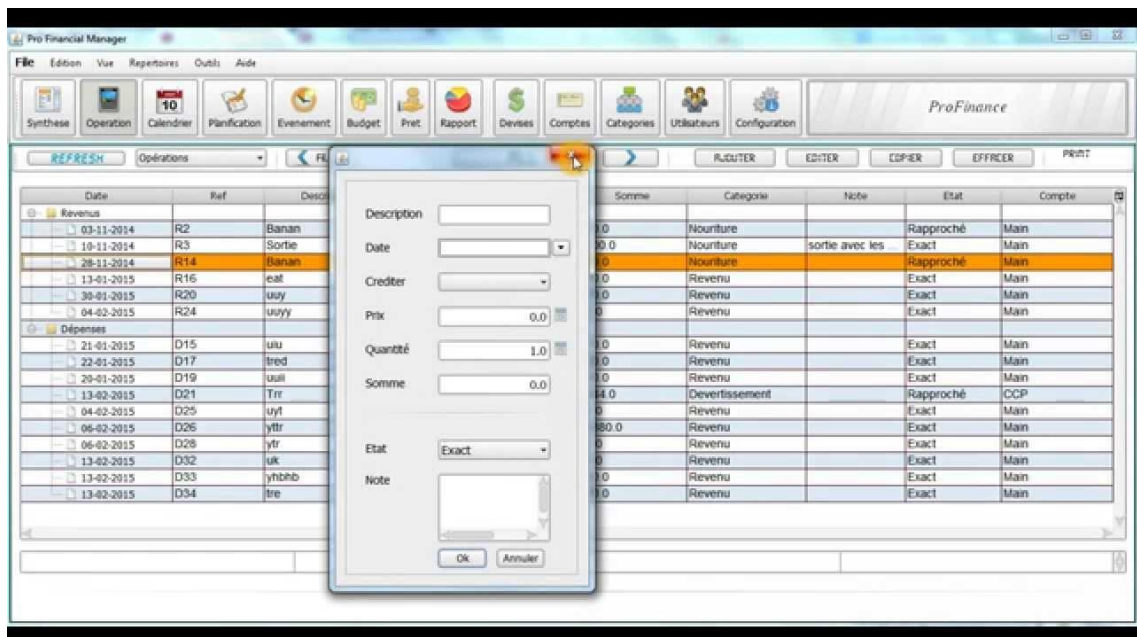 Pro Financial Manager
File Edition Vue Repertoires Outils Aide
Synthese Operation Calendrier Planification Evenement Budget Pret Rapport Devises Comptes Categories Utilisateurs Configuration ProFinance
10
REFRESH Opérations AJOUTER EDITER COPIER EFFACER PRINT
Date Ref Somme Categorie Note Etat Compte
Revenus
03-11-2014 R2 Banan Nouriture Rapproché Main
10-11-2014 R3 Sortie Nouriture sortie avec les ... Exact Main
28-11-2014 R14 Banan Nouriture Rapproché Main
13-01-2015 R16 eat Revenu Exact Main
30-01-2015 R20 uuy Revenu Exact Main
04-02-2015 R24 uuyy Revenu Exact Main
Dépenses
21-01-2015 D15 uiu Revenu Exact Main
22-01-2015 D17 tred Revenu Exact Main
20-01-2015 D19 uuii Revenu Exact Main
13-02-2015 D21 Trr Devertissement Rapproché CCP
04-02-2015 D25 uyt Revenu Exact Main
06-02-2015 D26 yttr Revenu Exact Main
06-02-2015 D28 ytr Revenu Exact Main
13-02-2015 D32 uk Revenu Exact Main
13-02-2015 D33 yhbhb Revenu Exact Main
13-02-2015 D34 tre Revenu Exact Main
Description
Date
Crediter
Prix 0.0
Quantité 1.0
Somme 0.0
Etat Exact
Note
Ok Annuler